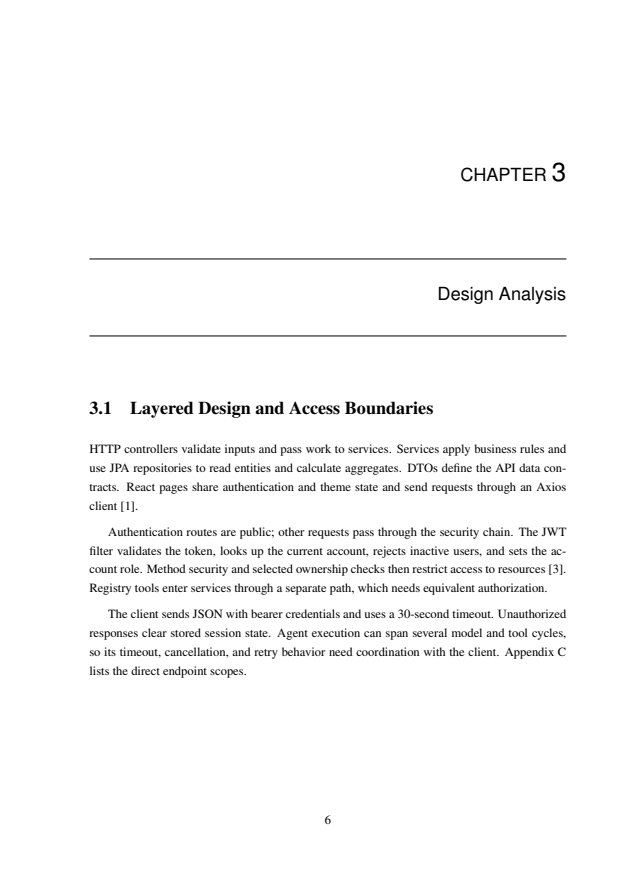 CHAPTER 3
Design Analysis
3.1 Layered Design and Access Boundaries
HTTP controllers validate inputs and pass work to services. Services apply business rules and
use JPA repositories to read entities and calculate aggregates. DTOs define the API data con-
tracts. React pages share authentication and theme state and send requests through an Axios
client [1].
Authentication routes are public; other requests pass through the security chain. The JWT
filter validates the token, looks up the current account, rejects inactive users, and sets the ac-
count role. Method security and selected ownership checks then restrict access to resources [3].
Registry tools enter services through a separate path, which needs equivalent authorization.
The client sends JSON with bearer credentials and uses a 30-second timeout. Unauthorized
responses clear stored session state. Agent execution can span several model and tool cycles,
so its timeout, cancellation, and retry behavior need coordination with the client. Appendix C
lists the direct endpoint scopes.
6